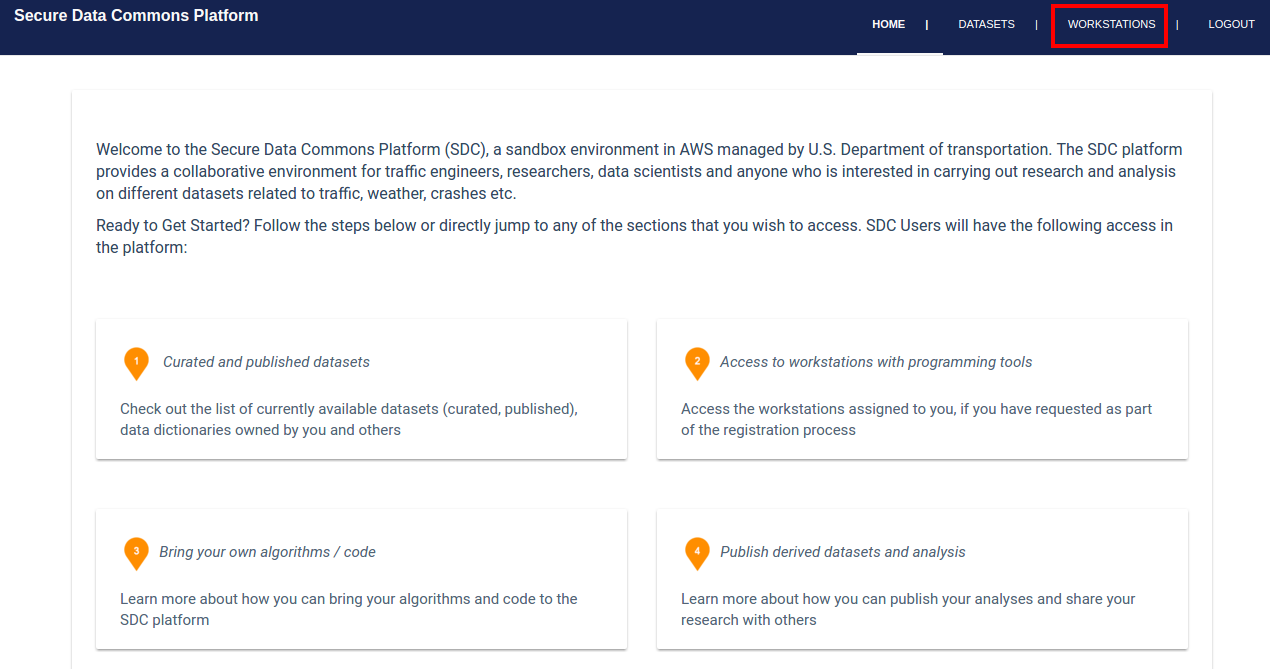 Secure Data Commons Platform
HOME | DATASETS | WORKSTATIONS | LOGOUT
Welcome to the Secure Data Commons Platform (SDC), a sandbox environment in AWS managed by U.S. Department of transportation. The SDC platform
provides a collaborative environment for traffic engineers, researchers, data scientists and anyone who is interested in carrying out research and analysis
on different datasets related to traffic, weather, crashes etc.
Ready to Get Started? Follow the steps below or directly jump to any of the sections that you wish to access. SDC Users will have the following access in
the platform:
1 Curated and published datasets
Check out the list of currently available datasets (curated, published),
data dictionaries owned by you and others
2 Access to workstations with programming tools
Access the workstations assigned to you, if you have requested as part
of the registration process
3 Bring your own algorithms / code
Learn more about how you can bring your algorithms and code to the
SDC platform
4 Publish derived datasets and analysis
Learn more about how you can publish your analyses and share your
research with others